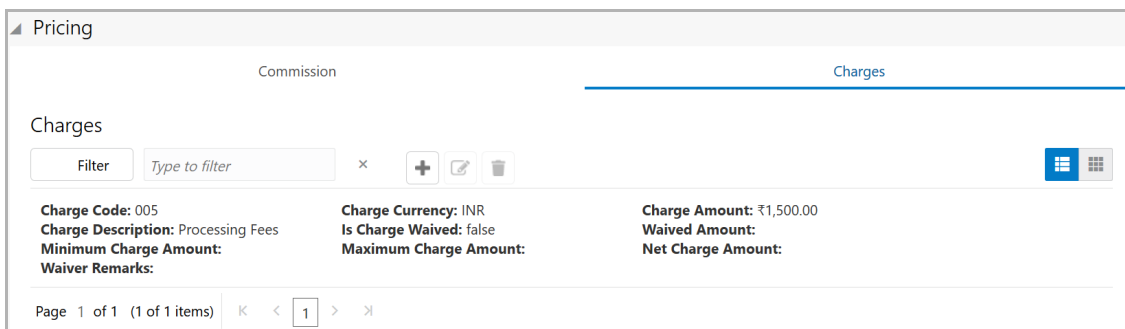 Pricing
Commission Charges
Charges
Filter Type to filter ×
Charge Code: 005 Charge Currency: INR Charge Amount: ₹1,500.00
Charge Description: Processing Fees Is Charge Waived: false Waived Amount:
Minimum Charge Amount: Maximum Charge Amount: Net Charge Amount:
Waiver Remarks:
Page 1 of 1 (1 of 1 items) 1